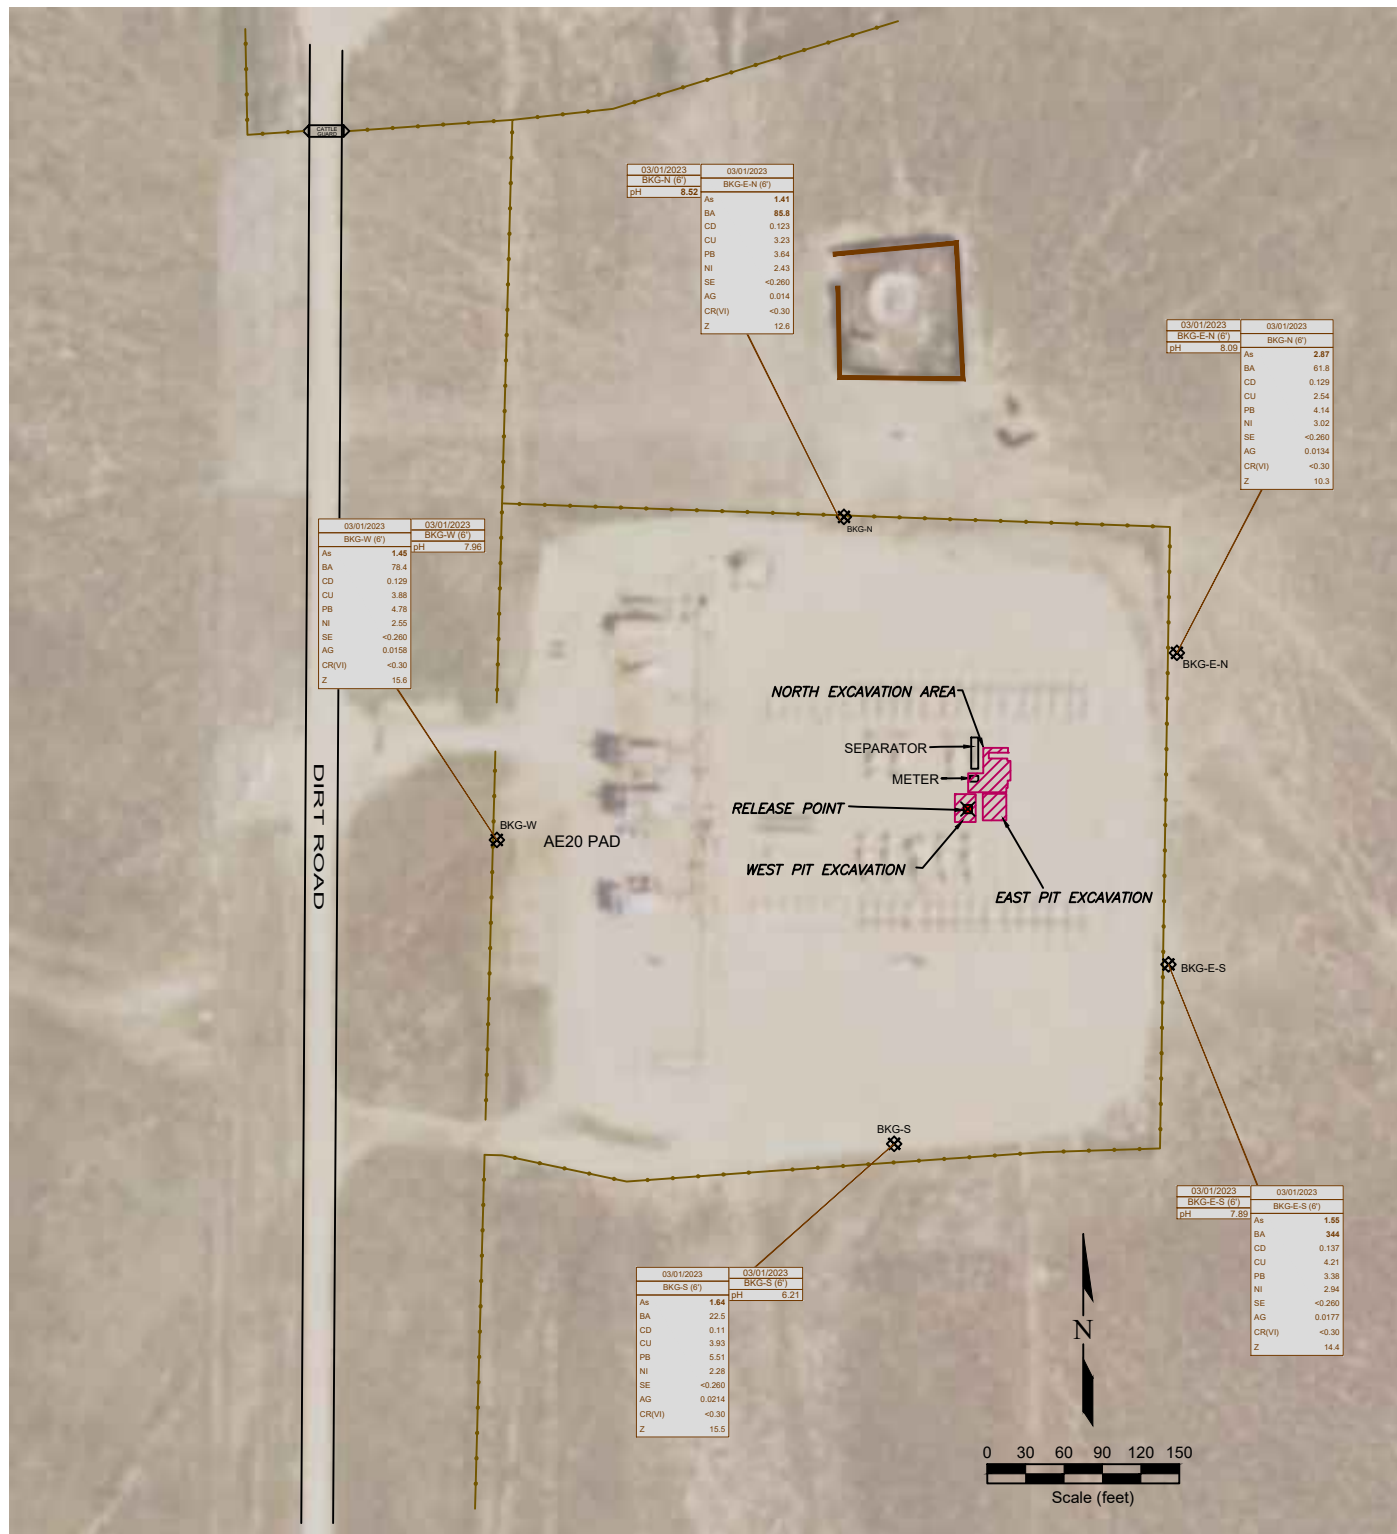 CATTLE
GUARD
03/01/2023
BKG-N (6')
pH 8.52
03/01/2023
BKG-E-N (6')
As 1.41
BA 85.8
CD 0.123
CU 3.23
PB 3.64
NI 2.43
SE <0.260
AG 0.014
CR(VI) <0.30
Z 12.6
03/01/2023
BKG-E-N (6')
pH 8.09
03/01/2023
BKG-N (6')
As 2.87
BA 61.8
CD 0.129
CU 2.54
PB 4.14
NI 3.02
SE <0.260
AG 0.0134
CR(VI) <0.30
Z 10.3
03/01/2023
BKG-W (6')
As 1.45
BA 78.4
CD 0.129
CU 3.88
PB 4.78
NI 2.55
SE <0.260
AG 0.0158
CR(VI) <0.30
Z 15.6
03/01/2023
BKG-W (6')
pH 7.96
BKG-N
BKG-E-N
NORTH EXCAVATION AREA
SEPARATOR
METER
RELEASE POINT
WEST PIT EXCAVATION
EAST PIT EXCAVATION
BKG-W
AE20 PAD
DIRT ROAD
BKG-E-S
BKG-S
03/01/2023
BKG-E-S (6')
pH 7.89
03/01/2023
BKG-E-S (6')
As 1.55
BA 344
CD 0.137
CU 4.21
PB 3.38
NI 2.94
SE <0.260
AG 0.0177
CR(VI) <0.30
Z 14.4
03/01/2023
BKG-S (6')
As 1.64
BA 22.5
CD 0.11
CU 3.93
PB 5.51
NI 2.28
SE <0.260
AG 0.0214
CR(VI) <0.30
Z 15.5
03/01/2023
BKG-S (6')
pH 6.21
N
0 30 60 90 120 150
Scale (feet)